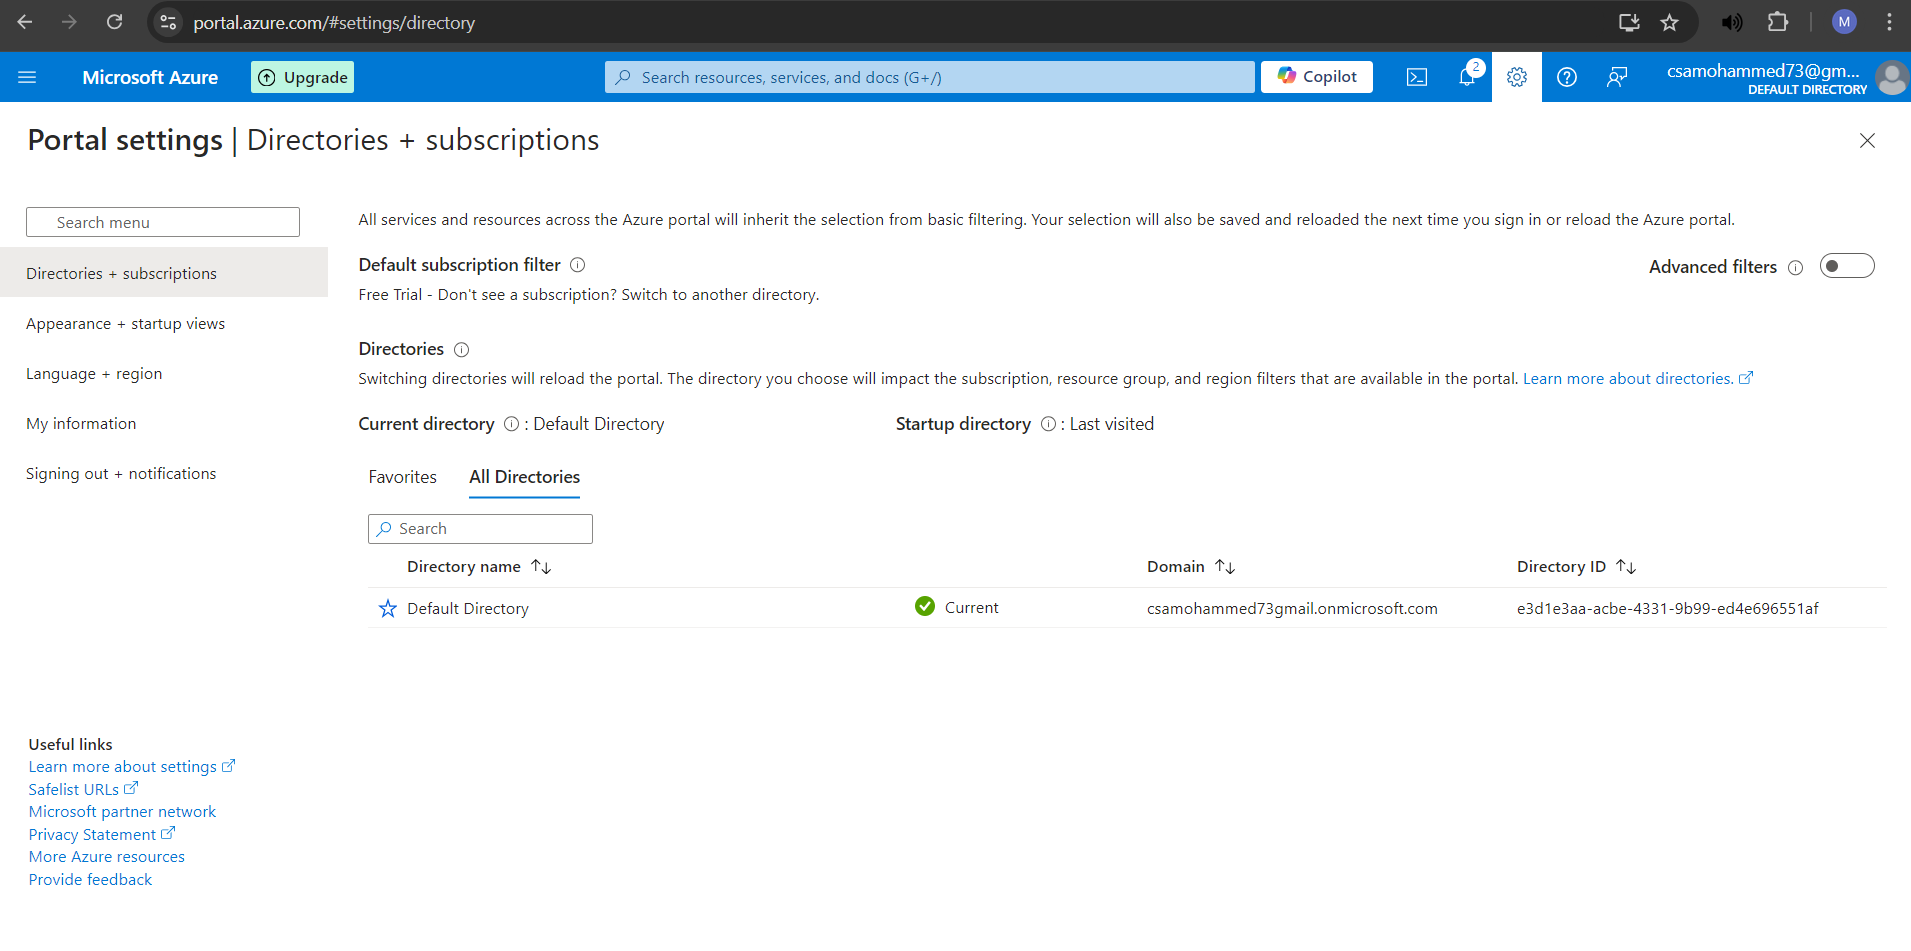 portal.azure.com/#settings/directory
M
Microsoft Azure
Upgrade
Search resources, services, and docs (G+/)
Copilot
2
csamohammed73@gm...
DEFAULT DIRECTORY
Portal settings | Directories + subscriptions
Search menu
Directories + subscriptions
Appearance + startup views
Language + region
My information
Signing out + notifications
All services and resources across the Azure portal will inherit the selection from basic filtering. Your selection will also be saved and reloaded the next time you sign in or reload the Azure portal.
Default subscription filter
Advanced filters
Free Trial - Don't see a subscription? Switch to another directory.
Directories
Switching directories will reload the portal. The directory you choose will impact the subscription, resource group, and region filters that are available in the portal. Learn more about directories.
Current directory : Default Directory
Startup directory : Last visited
Favorites
All Directories
Search
Directory name
Domain
Directory ID
Default Directory
Current
csamohammed73gmail.onmicrosoft.com
e3d1e3aa-acbe-4331-9b99-ed4e696551af
Useful links
Learn more about settings
Safelist URLs
Microsoft partner network
Privacy Statement
More Azure resources
Provide feedback